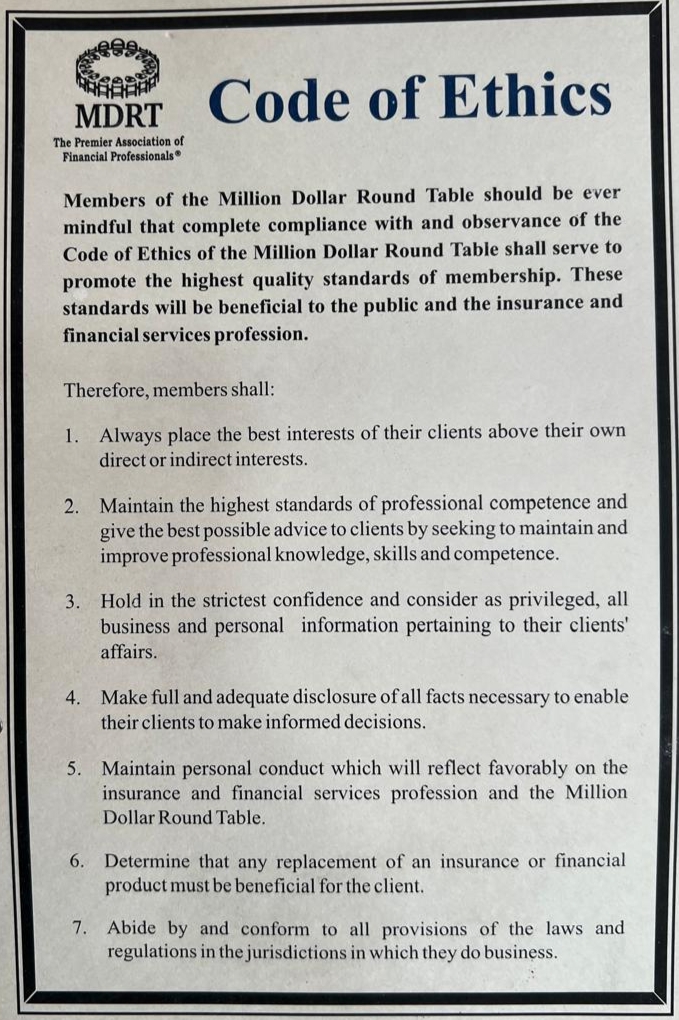 MDRT
The Premier Association of
Financial Professionals®
Code of Ethics
Members of the Million Dollar Round Table should be ever
mindful that complete compliance with and observance of the
Code of Ethics of the Million Dollar Round Table shall serve to
promote the highest quality standards of membership. These
standards will be beneficial to the public and the insurance and
financial services profession.
Therefore, members shall:
1. Always place the best interests of their clients above their own
direct or indirect interests.
2. Maintain the highest standards of professional competence and
give the best possible advice to clients by seeking to maintain and
improve professional knowledge, skills and competence.
3. Hold in the strictest confidence and consider as privileged, all
business and personal information pertaining to their clients'
affairs.
4. Make full and adequate disclosure of all facts necessary to enable
their clients to make informed decisions.
5. Maintain personal conduct which will reflect favorably on the
insurance and financial services profession and the Million
Dollar Round Table.
6. Determine that any replacement of an insurance or financial
product must be beneficial for the client.
7. Abide by and conform to all provisions of the laws and
regulations in the jurisdictions in which they do business.